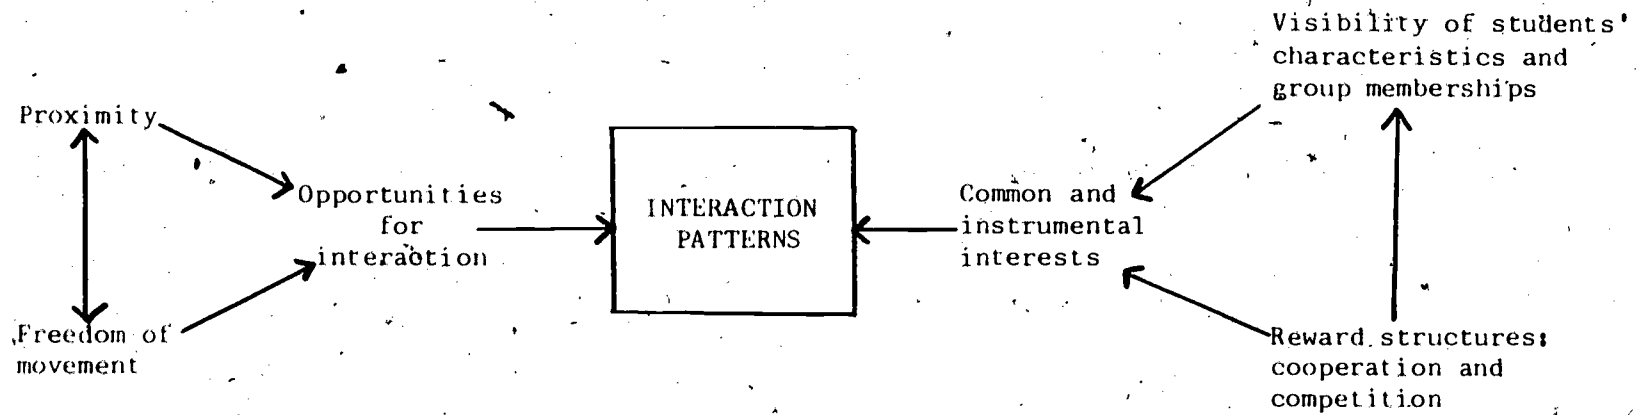 Visibility of students'
characteristics and
group memberships
Proximity
Opportunities
for
interaction
INTERACTION
PATTERNS
Common and
instrumental
interests
Freedom of
movement
Reward structures:
cooperation and
competition